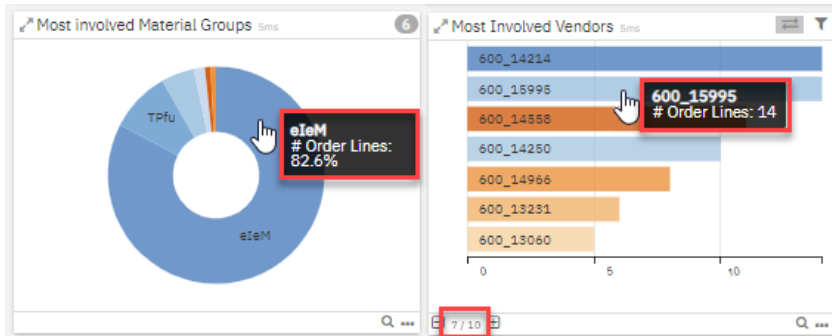 Most involved Material Groups 5ms
6
TPfu
eIeM
# Order Lines:
82.6%
eIeM
Most Involved Vendors 5ms
600_14214
600_15995
600_15995
# Order Lines: 14
600_14558
600_14250
600_14966
600_13231
600_13060
0
5
10
7 / 10